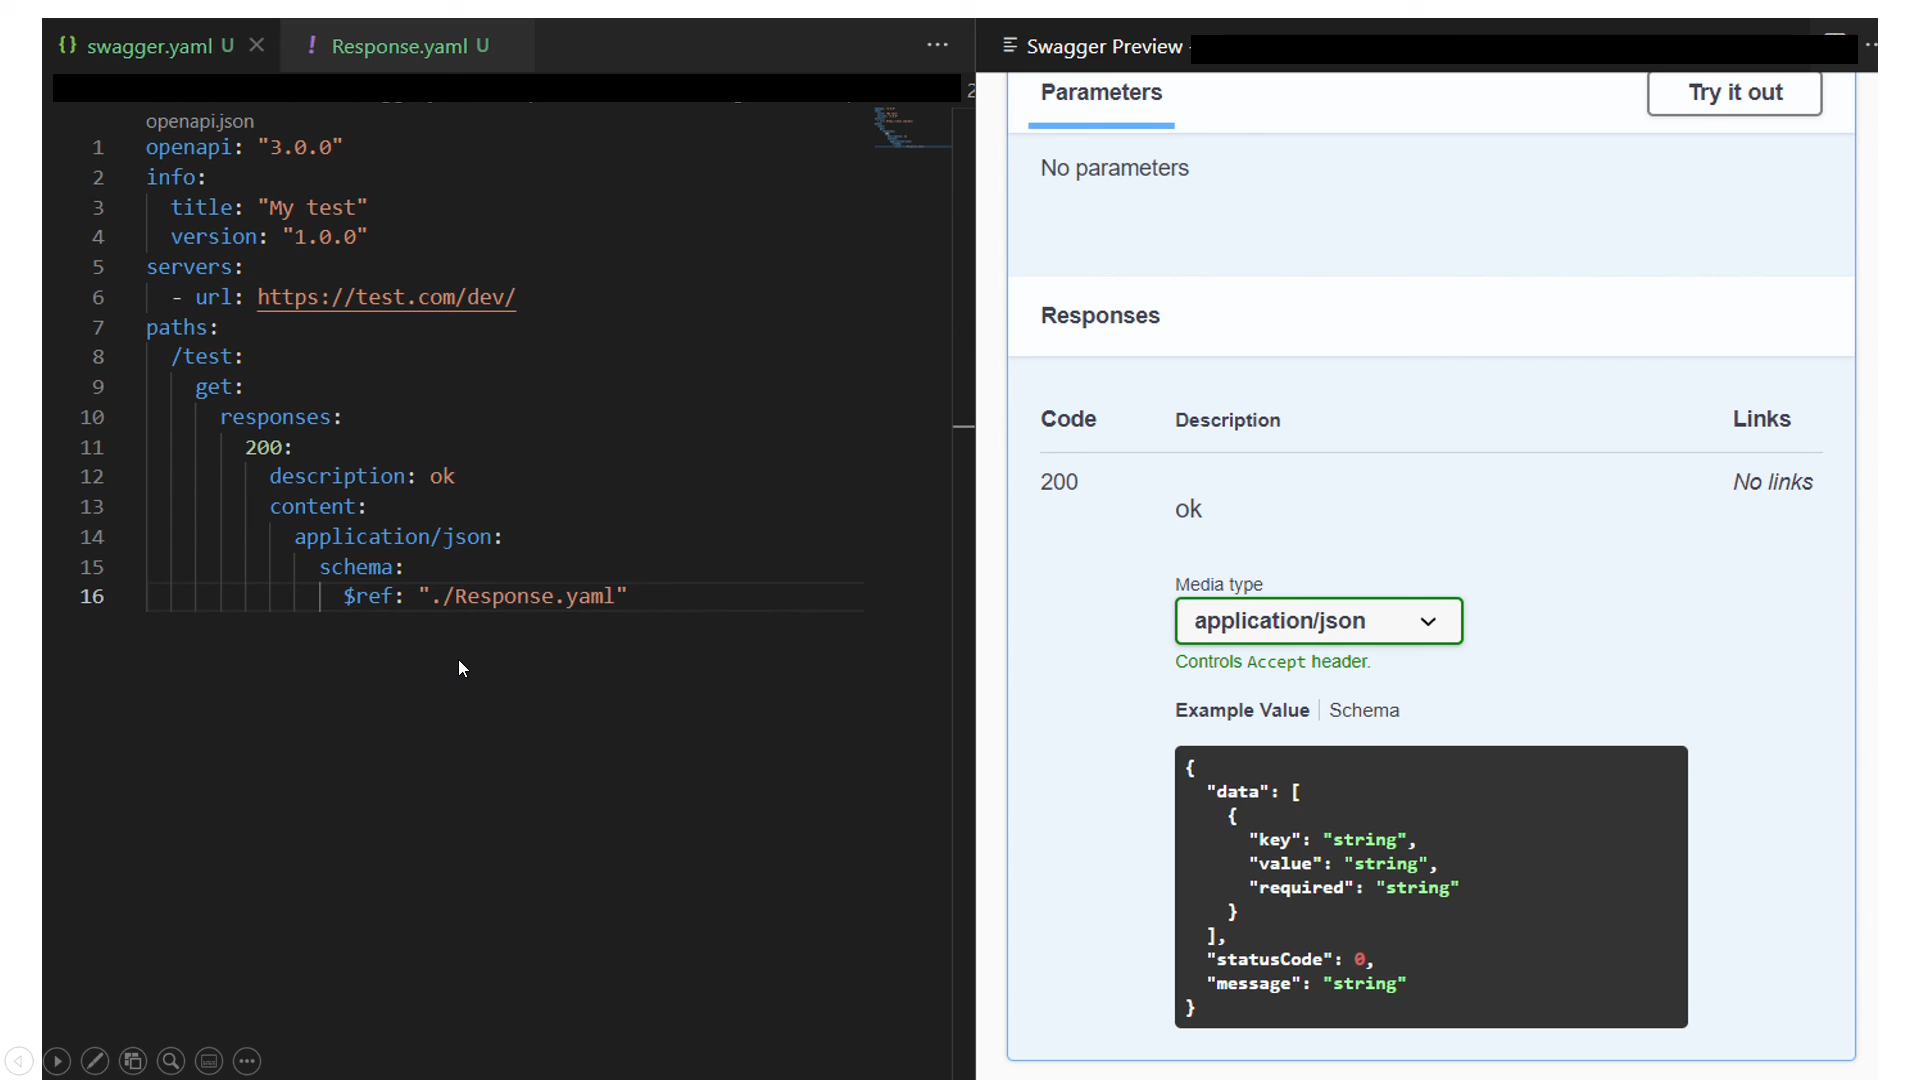 {} swagger.yaml U
! Response.yaml U
openapi.json
1 openapi: "3.0.0"
2 info:
3 title: "My test"
4 version: "1.0.0"
5 servers:
6 - url: https://test.com/dev/
7 paths:
8 /test:
9 get:
10 responses:
11 200:
12 description: ok
13 content:
14 application/json:
15 schema:
16 $ref: "./Response.yaml"
Swagger Preview -
Parameters
Try it out
No parameters
Responses
Code Description Links
200 No links
ok
Media type
application/json
Controls Accept header.
Example Value | Schema
{
"data": [
{
"key": "string",
"value": "string",
"required": "string"
}
],
"statusCode": 0,
"message": "string"
}